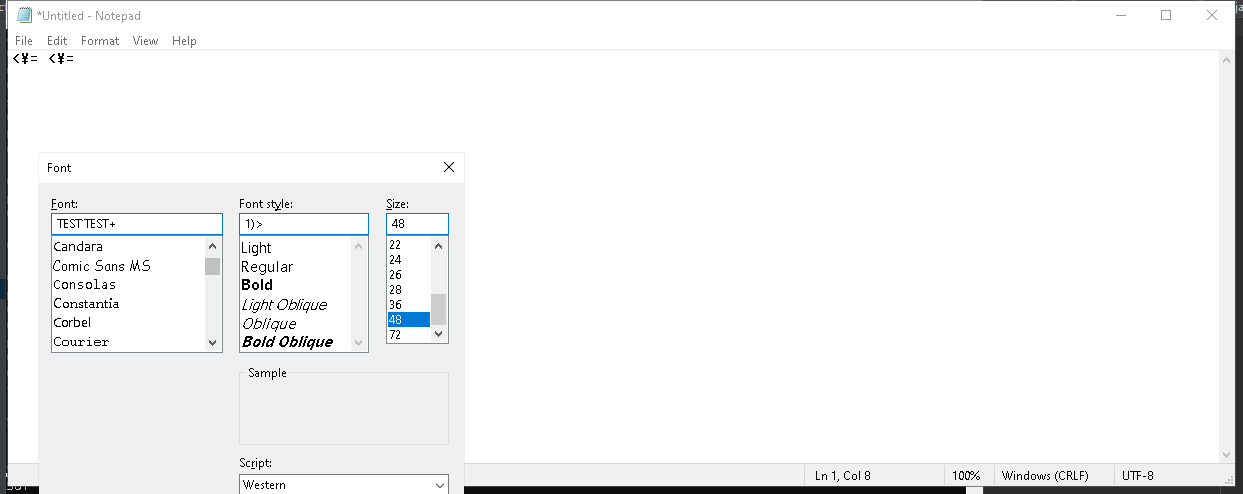 *Untitled - Notepad
File Edit Format View Help
<¥= <¥=
Font
Font: Font style: Size:
TESTTEST+ 1)> 48
Candara
Comic Sans MS
Consolas
Constantia
Corbel
Courier
Light
Regular
Bold
Light Oblique
Oblique
Bold Oblique
22
24
26
28
36
48
72
Sample
Script:
Western
Ln 1, Col 8 100% Windows (CRLF) UTF-8